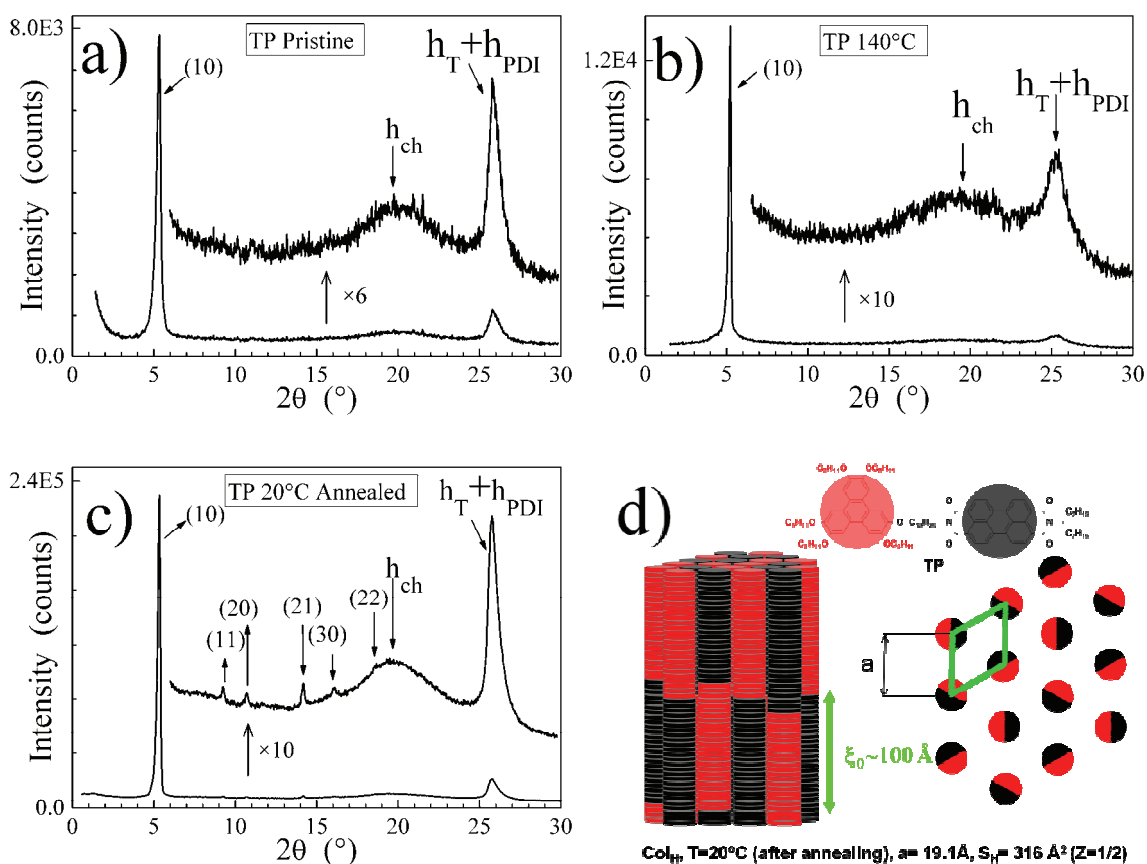 a)
8.0E3
TP Pristine
(10)
h_T+h_PDI
h_ch
×6
Intensity (counts)
0.0
0 5 10 15 20 25 30
2θ (°)
b)
1.2E4
TP 140°C
(10)
h_T+h_PDI
h_ch
×10
Intensity (counts)
0.0
0 5 10 15 20 25 30
2θ (°)
c)
2.4E5
TP 20°C Annealed
(10)
h_T+h_PDI
h_ch
(11)
(20)
(21)
(30)
(22)
×10
Intensity (counts)
0.0
0 5 10 15 20 25 30
2θ (°)
d)
TP
a
ξ0~100 Å
Col_H, T=20°C (after annealing), a= 19.1Å, S_H= 316 Å² (Z=1/2)